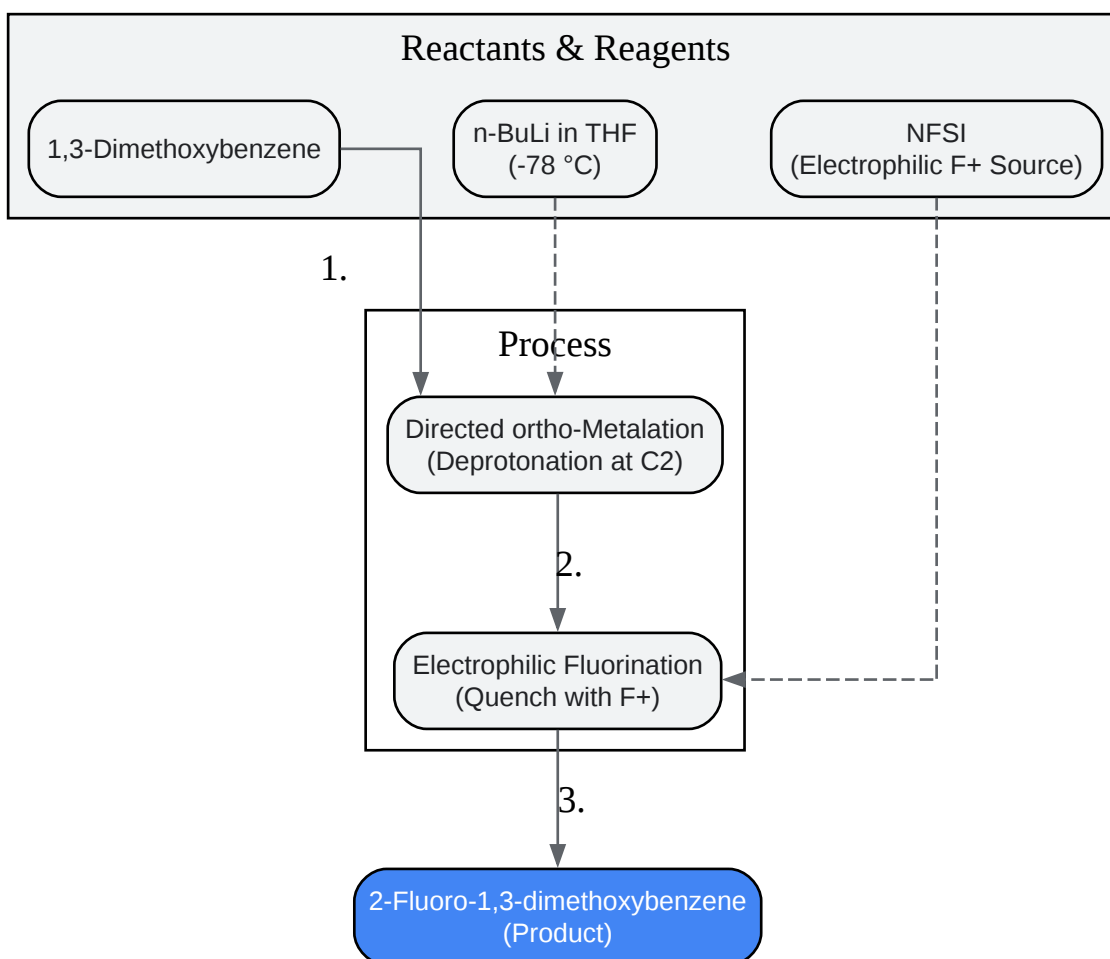 Reactants & Reagents
1,3-Dimethoxybenzene
n-BuLi in THF
(-78 °C)
NFSI
(Electrophilic F+ Source)
1.
Process
Directed ortho-Metalation
(Deprotonation at C2)
2.
Electrophilic Fluorination
(Quench with F+)
3.
2-Fluoro-1,3-dimethoxybenzene
(Product)